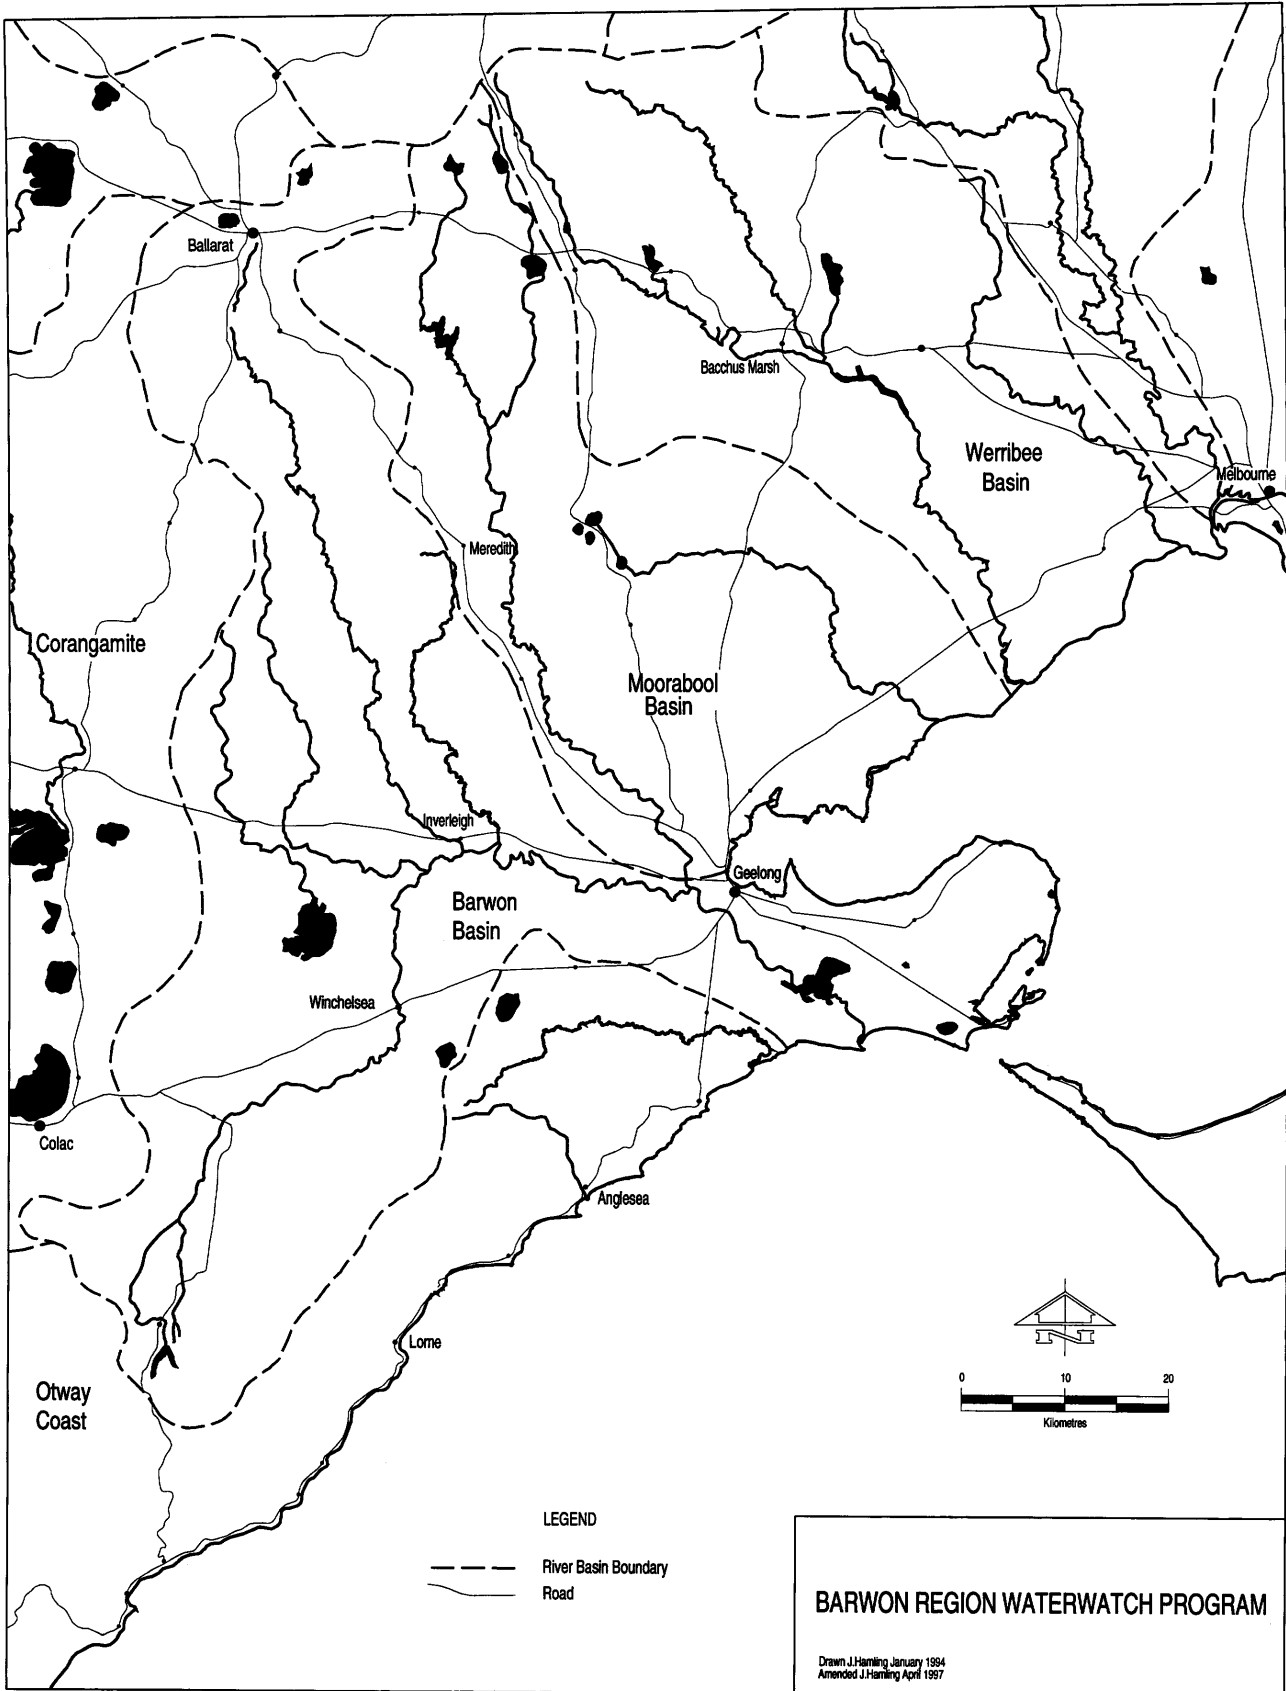 Ballarat
Bacchus Marsh
Werribee
Basin
Melbourne
Meredith
Corangamite
Moorabool
Basin
Inverleigh
Geelong
Barwon
Basin
Winchelsea
Colac
Anglesea
Lorne
N
Otway
Coast
0 10 20
Kilometres
LEGEND
River Basin Boundary
Road
BARWON REGION WATERWATCH PROGRAM
Drawn J.Hamling January 1994
Amended J.Hamling April 1997